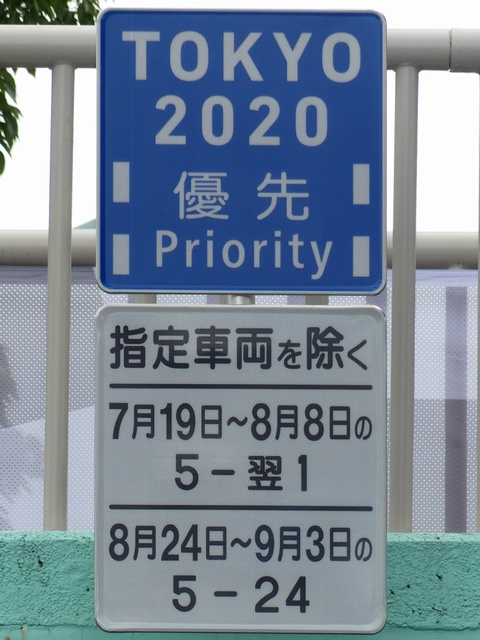 TOKYO
2020
優先
Priority
指定車両を除く
7月19日~8月8日の
5-翌1
8月24日~9月3日の
5-24